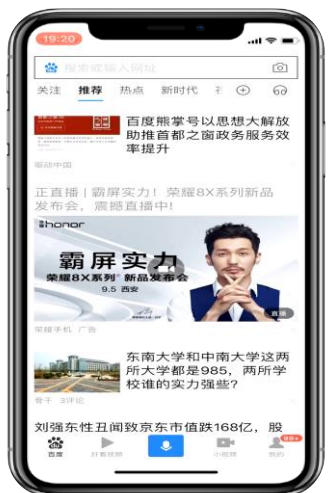 19:20
搜索或输入网址
关注 推荐 热点 新时代
百度熊掌号以思想大解放
助推首都之窗政务服务效
率提升
驱动中国
正直播 | 霸屏实力! 荣耀8X系列新品
发布会，震撼直播中!
honor
霸屏实力
荣耀8X系列 新品发布会
9.5 西安
直播
荣耀手机 广告
东南大学和中南大学这两
所大学都是985，两所学
校谁的实力强些?
骨干 3评论
刘强东性丑闻致京东市值跌168亿，股
百度 好看视频 小视频 我的
99+